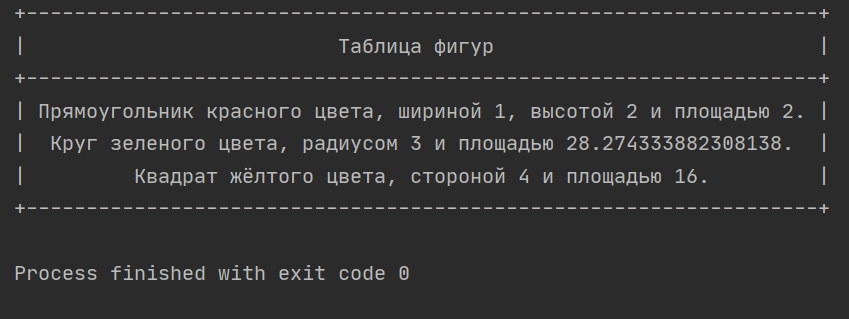 +------------------------------------------------------------------+
|                          Таблица фигур                           |
+------------------------------------------------------------------+
| Прямоугольник красного цвета, шириной 1, высотой 2 и площадью 2. |
|  Круг зеленого цвета, радиусом 3 и площадью 28.274333882308138.  |
|         Квадрат жёлтого цвета, стороной 4 и площадью 16.         |
+------------------------------------------------------------------+
Process finished with exit code 0